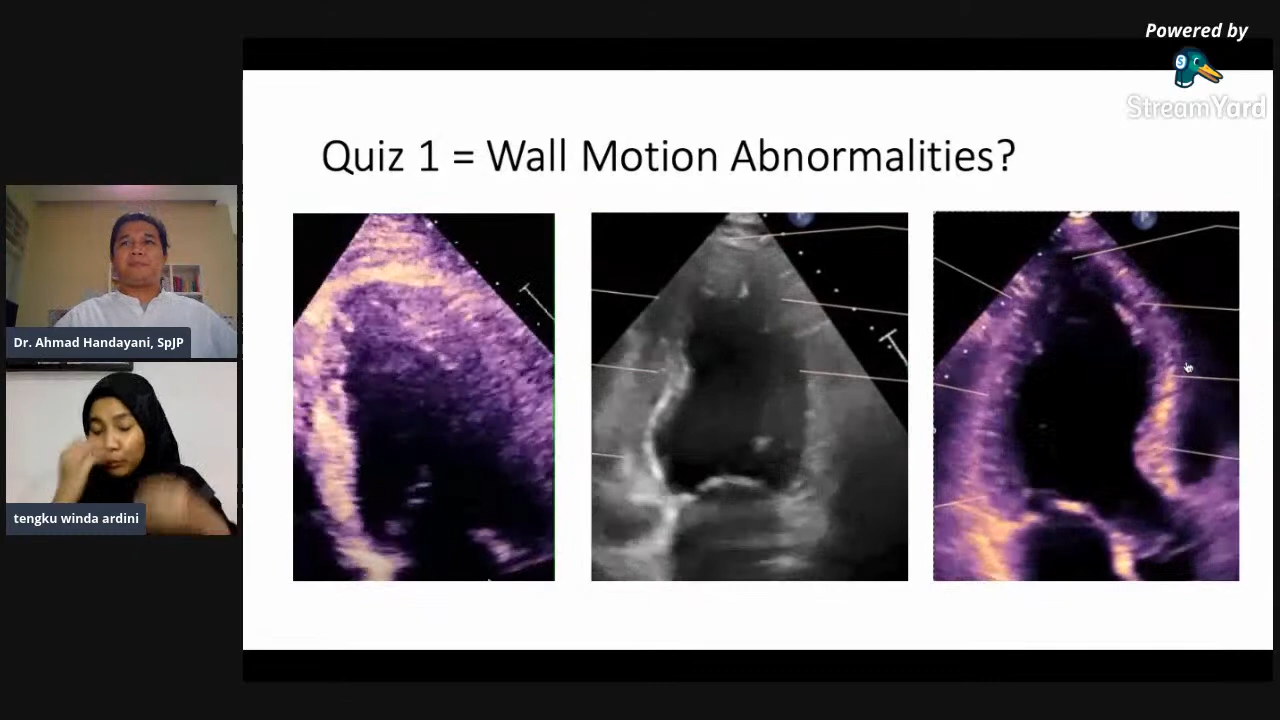 Powered by
StreamYard
Quiz 1 = Wall Motion Abnormalities?
Dr. Ahmad Handayani, SpJP
tengku winda ardini